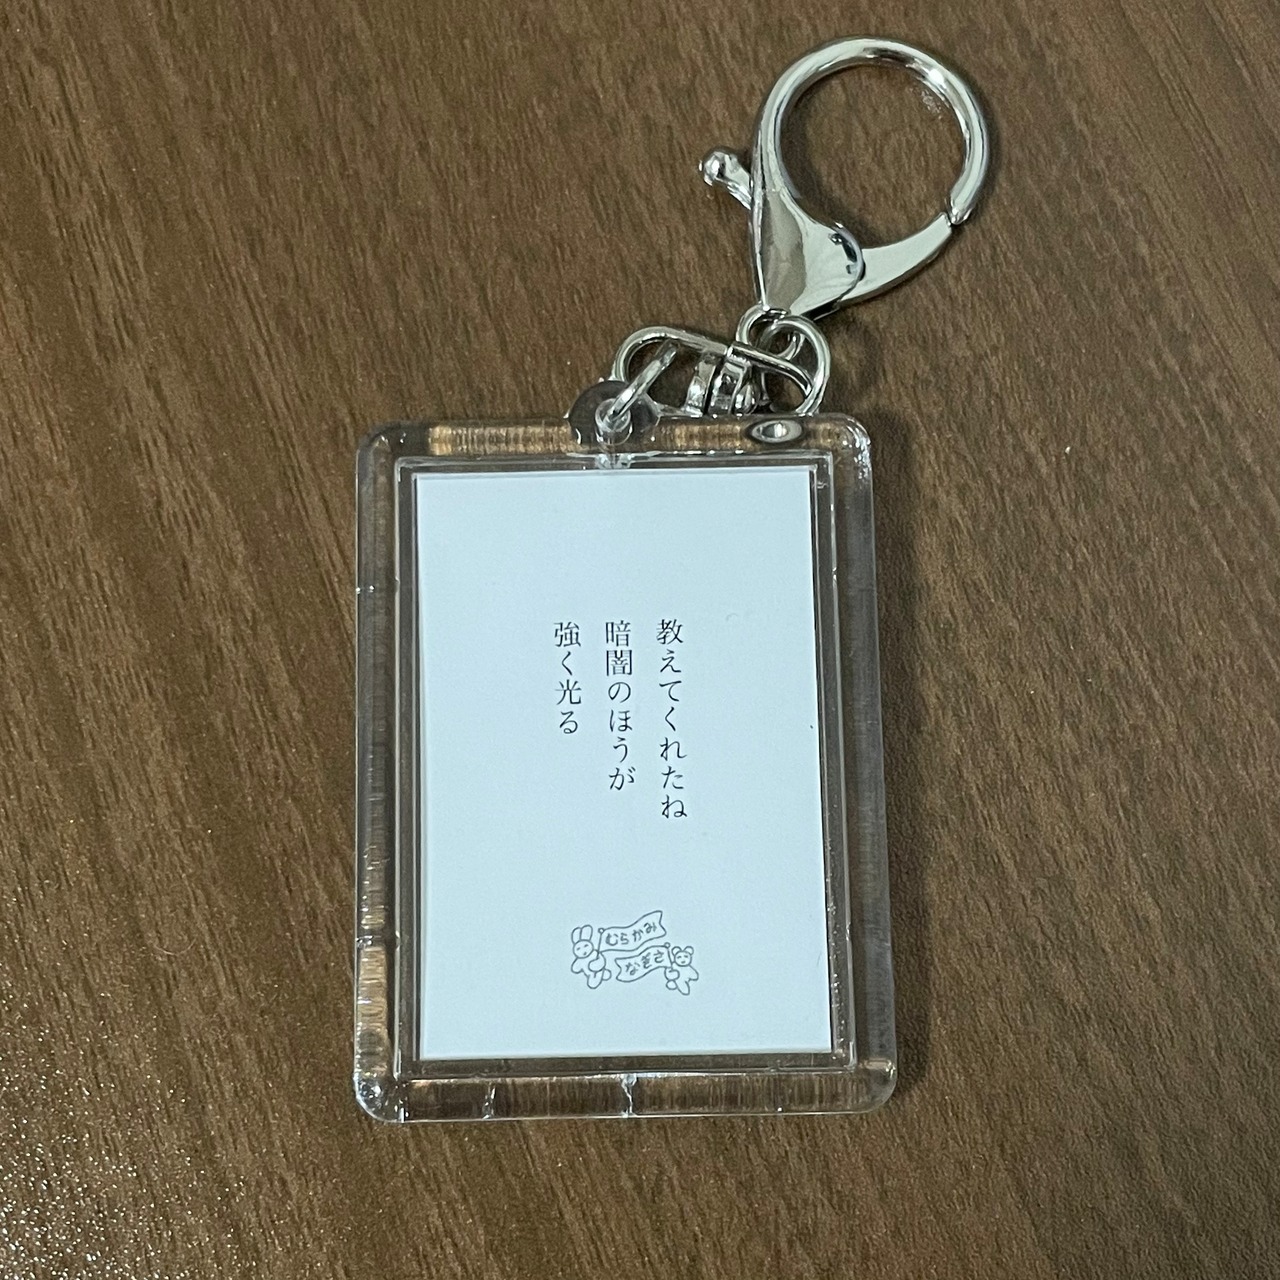 教えてくれたね
暗闇のほうが
強く光る
むらかみ
なぎさ